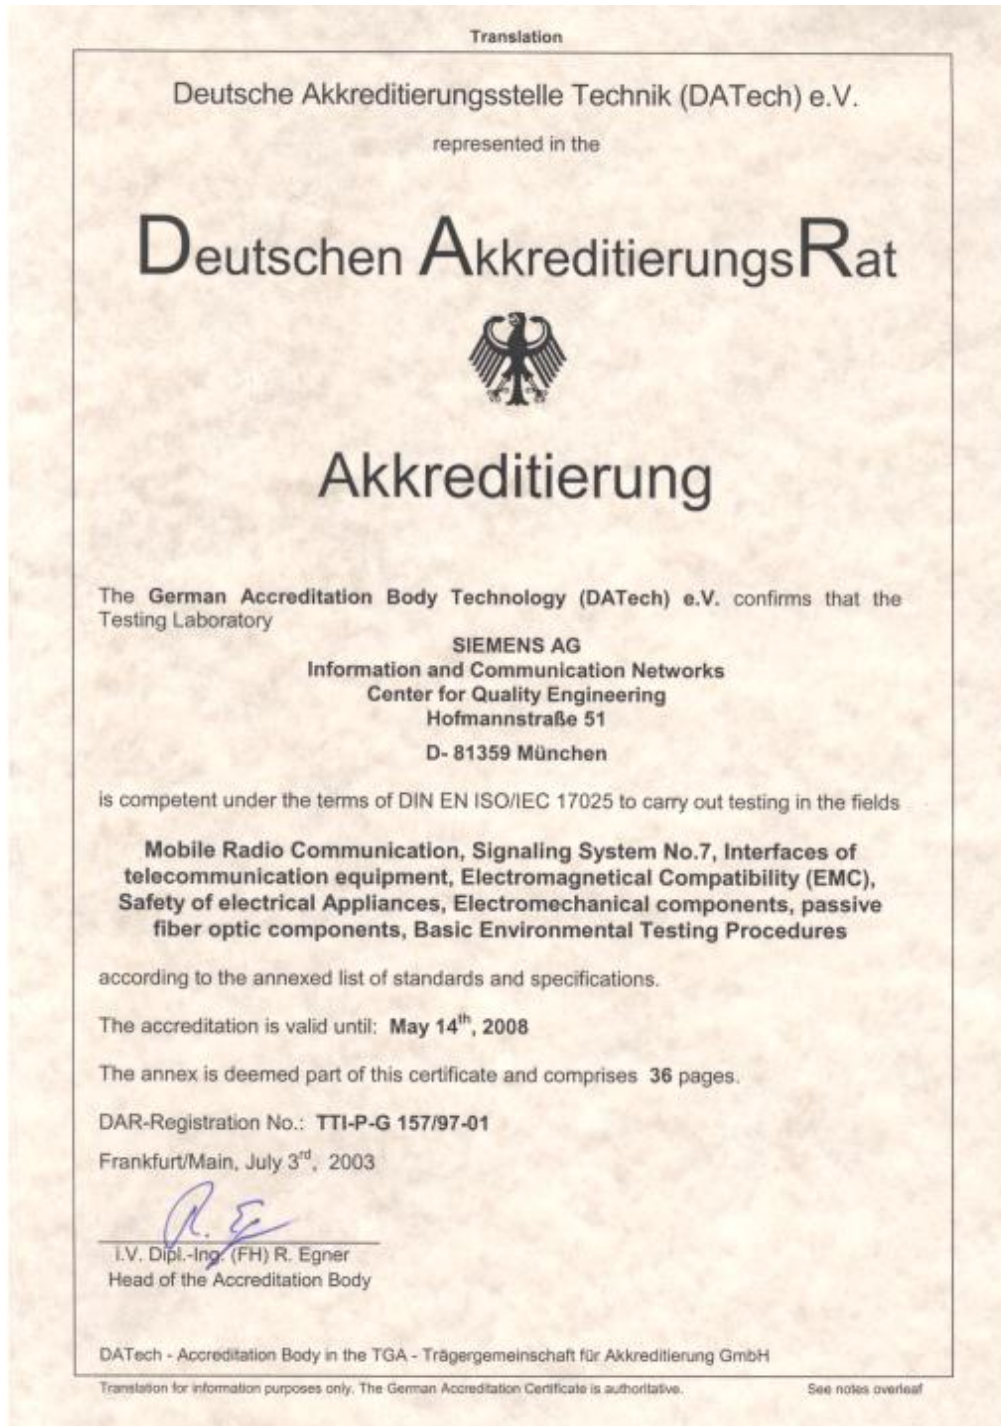 Translation
Deutsche Akkreditierungsstelle Technik (DATech) e.V.
represented in the
Deutschen AkkreditierungsRat
Akkreditierung
The German Accreditation Body Technology (DATech) e.V. confirms that the
Testing Laboratory
SIEMENS AG
Information and Communication Networks
Center for Quality Engineering
Hofmannstraße 51
D- 81359 München
is competent under the terms of DIN EN ISO/IEC 17025 to carry out testing in the fields
Mobile Radio Communication, Signaling System No.7, Interfaces of
telecommunication equipment, Electromagnetical Compatibility (EMC),
Safety of electrical Appliances, Electromechanical components, passive
fiber optic components, Basic Environmental Testing Procedures
according to the annexed list of standards and specifications.
The accreditation is valid until: May 14th, 2008
The annex is deemed part of this certificate and comprises 36 pages.
DAR-Registration No.: TTI-P-G 157/97-01
Frankfurt/Main, July 3rd, 2003
R. Eg
i.V. Dipl.-Ing. (FH) R. Egner
Head of the Accreditation Body
DATech - Accreditation Body in the TGA - Trägergemeinschaft für Akkreditierung GmbH
Translation for information purposes only. The German Accreditation Certificate is authoritative. See notes overleaf